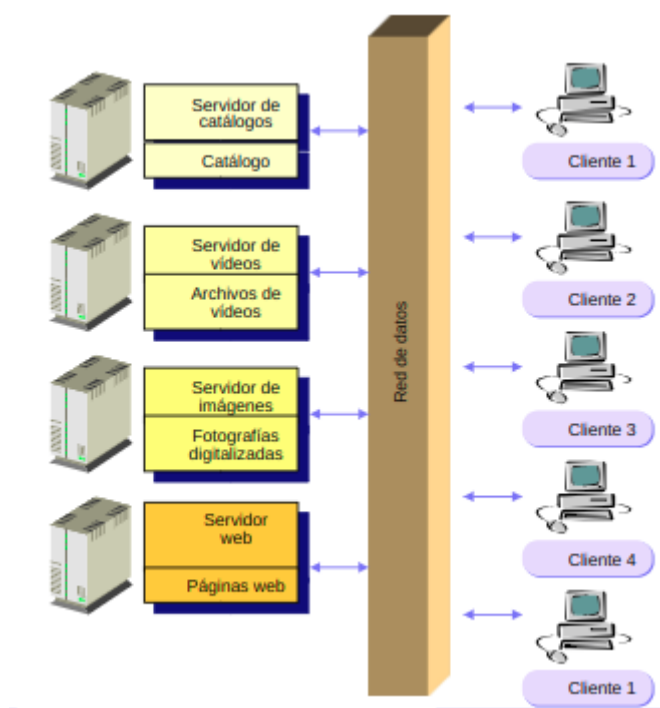 Servidor de
catálogos
Catálogo
Servidor de
vídeos
Archivos de
vídeos
Servidor de
imágenes
Fotografías
digitalizadas
Servidor
web
Páginas web
Red de datos
Cliente 1
Cliente 2
Cliente 3
Cliente 4
Cliente 1